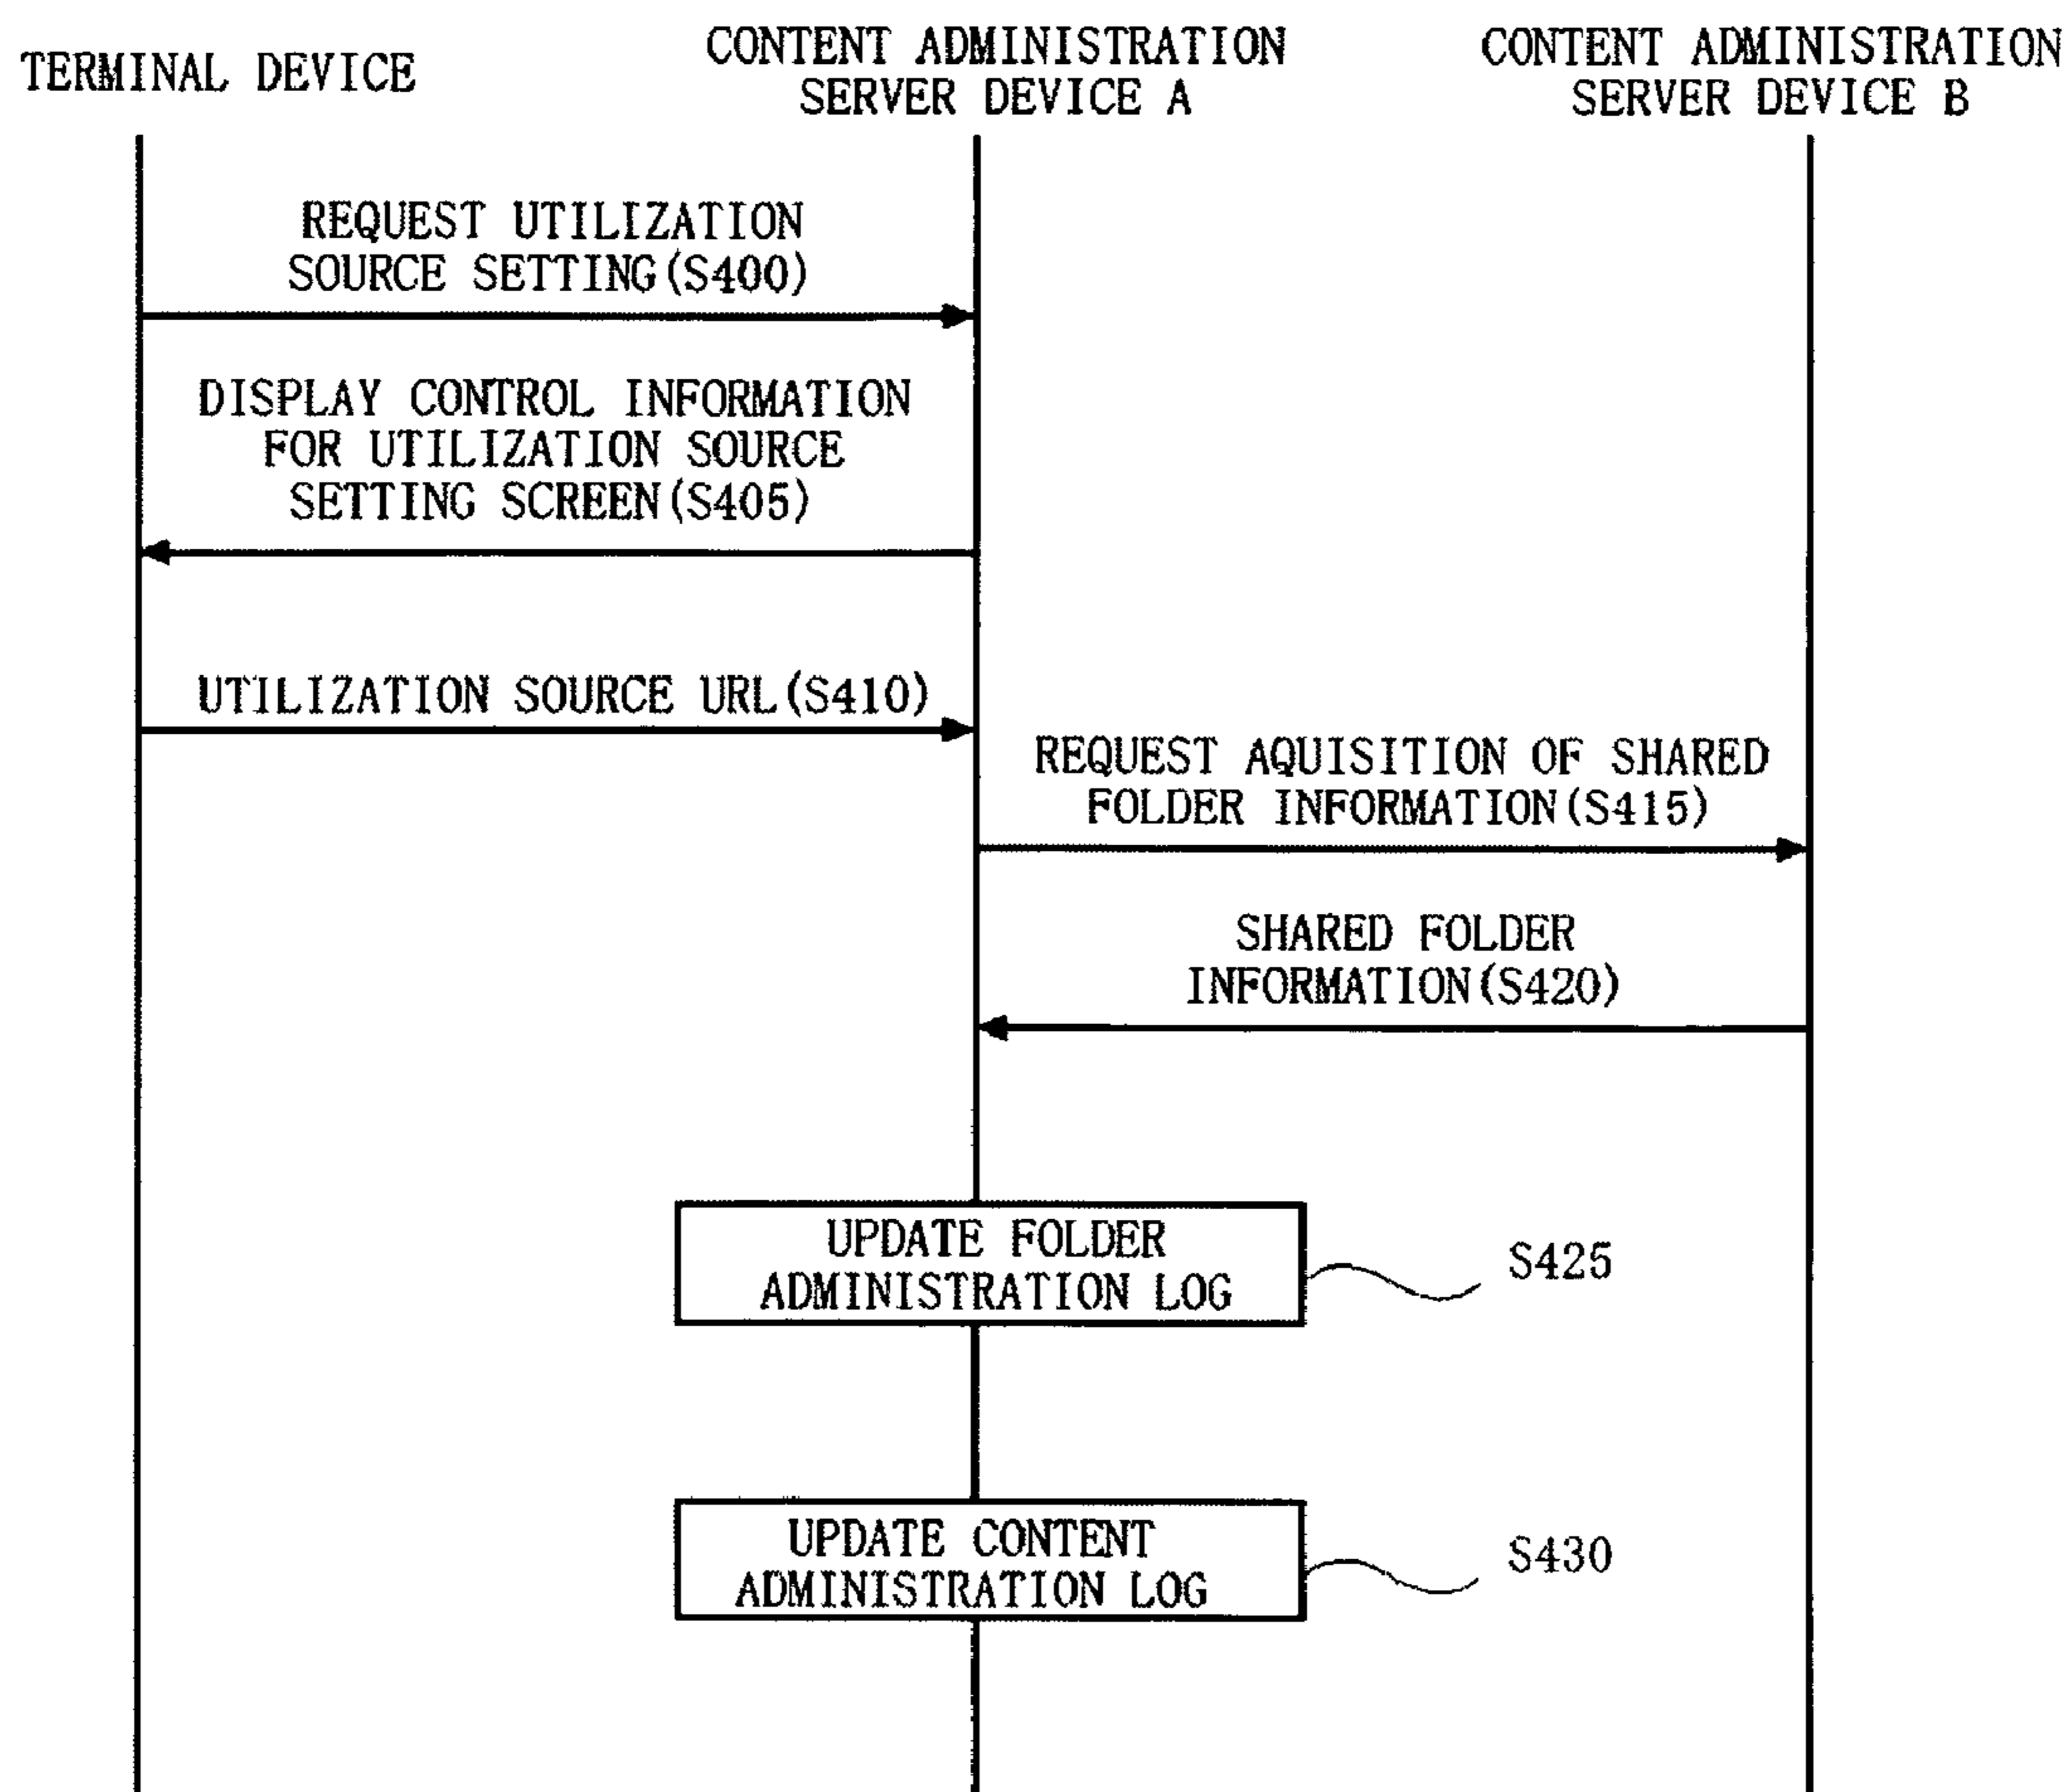 TERMINAL DEVICE
CONTENT ADMINISTRATION
SERVER DEVICE A
CONTENT ADMINISTRATION
SERVER DEVICE B
REQUEST UTILIZATION
SOURCE SETTING(S400)
DISPLAY CONTROL INFORMATION
FOR UTILIZATION SOURCE
SETTING SCREEN(S405)
UTILIZATION SOURCE URL(S410)
REQUEST AQUISITION OF SHARED
FOLDER INFORMATION(S415)
SHARED FOLDER
INFORMATION(S420)
UPDATE FOLDER
ADMINISTRATION LOG
S425
UPDATE CONTENT
ADMINISTRATION LOG
S430